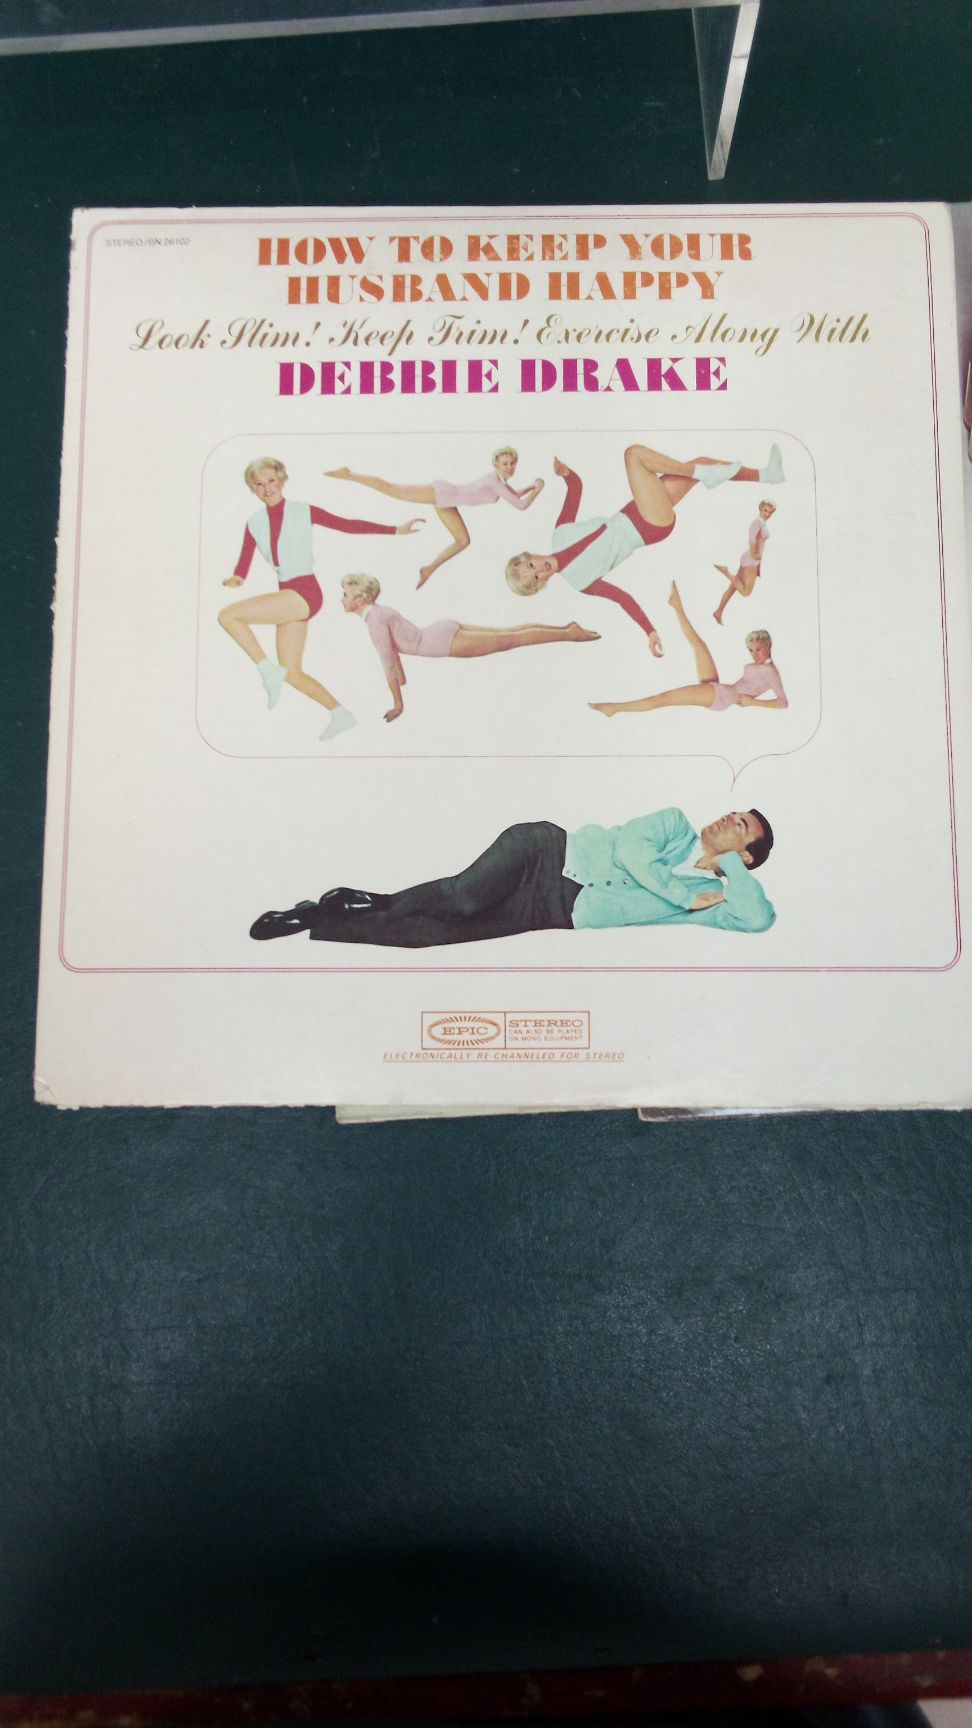 STEREO/BN 26102
HOW TO KEEP YOUR
HUSBAND HAPPY
Look Slim! Keep Trim! Exercise Along With
DEBBIE DRAKE
EPIC
STEREO
CAN ALSO BE PLAYED
ON MONO EQUIPMENT
ELECTRONICALLY RE-CHANNELED FOR STEREO